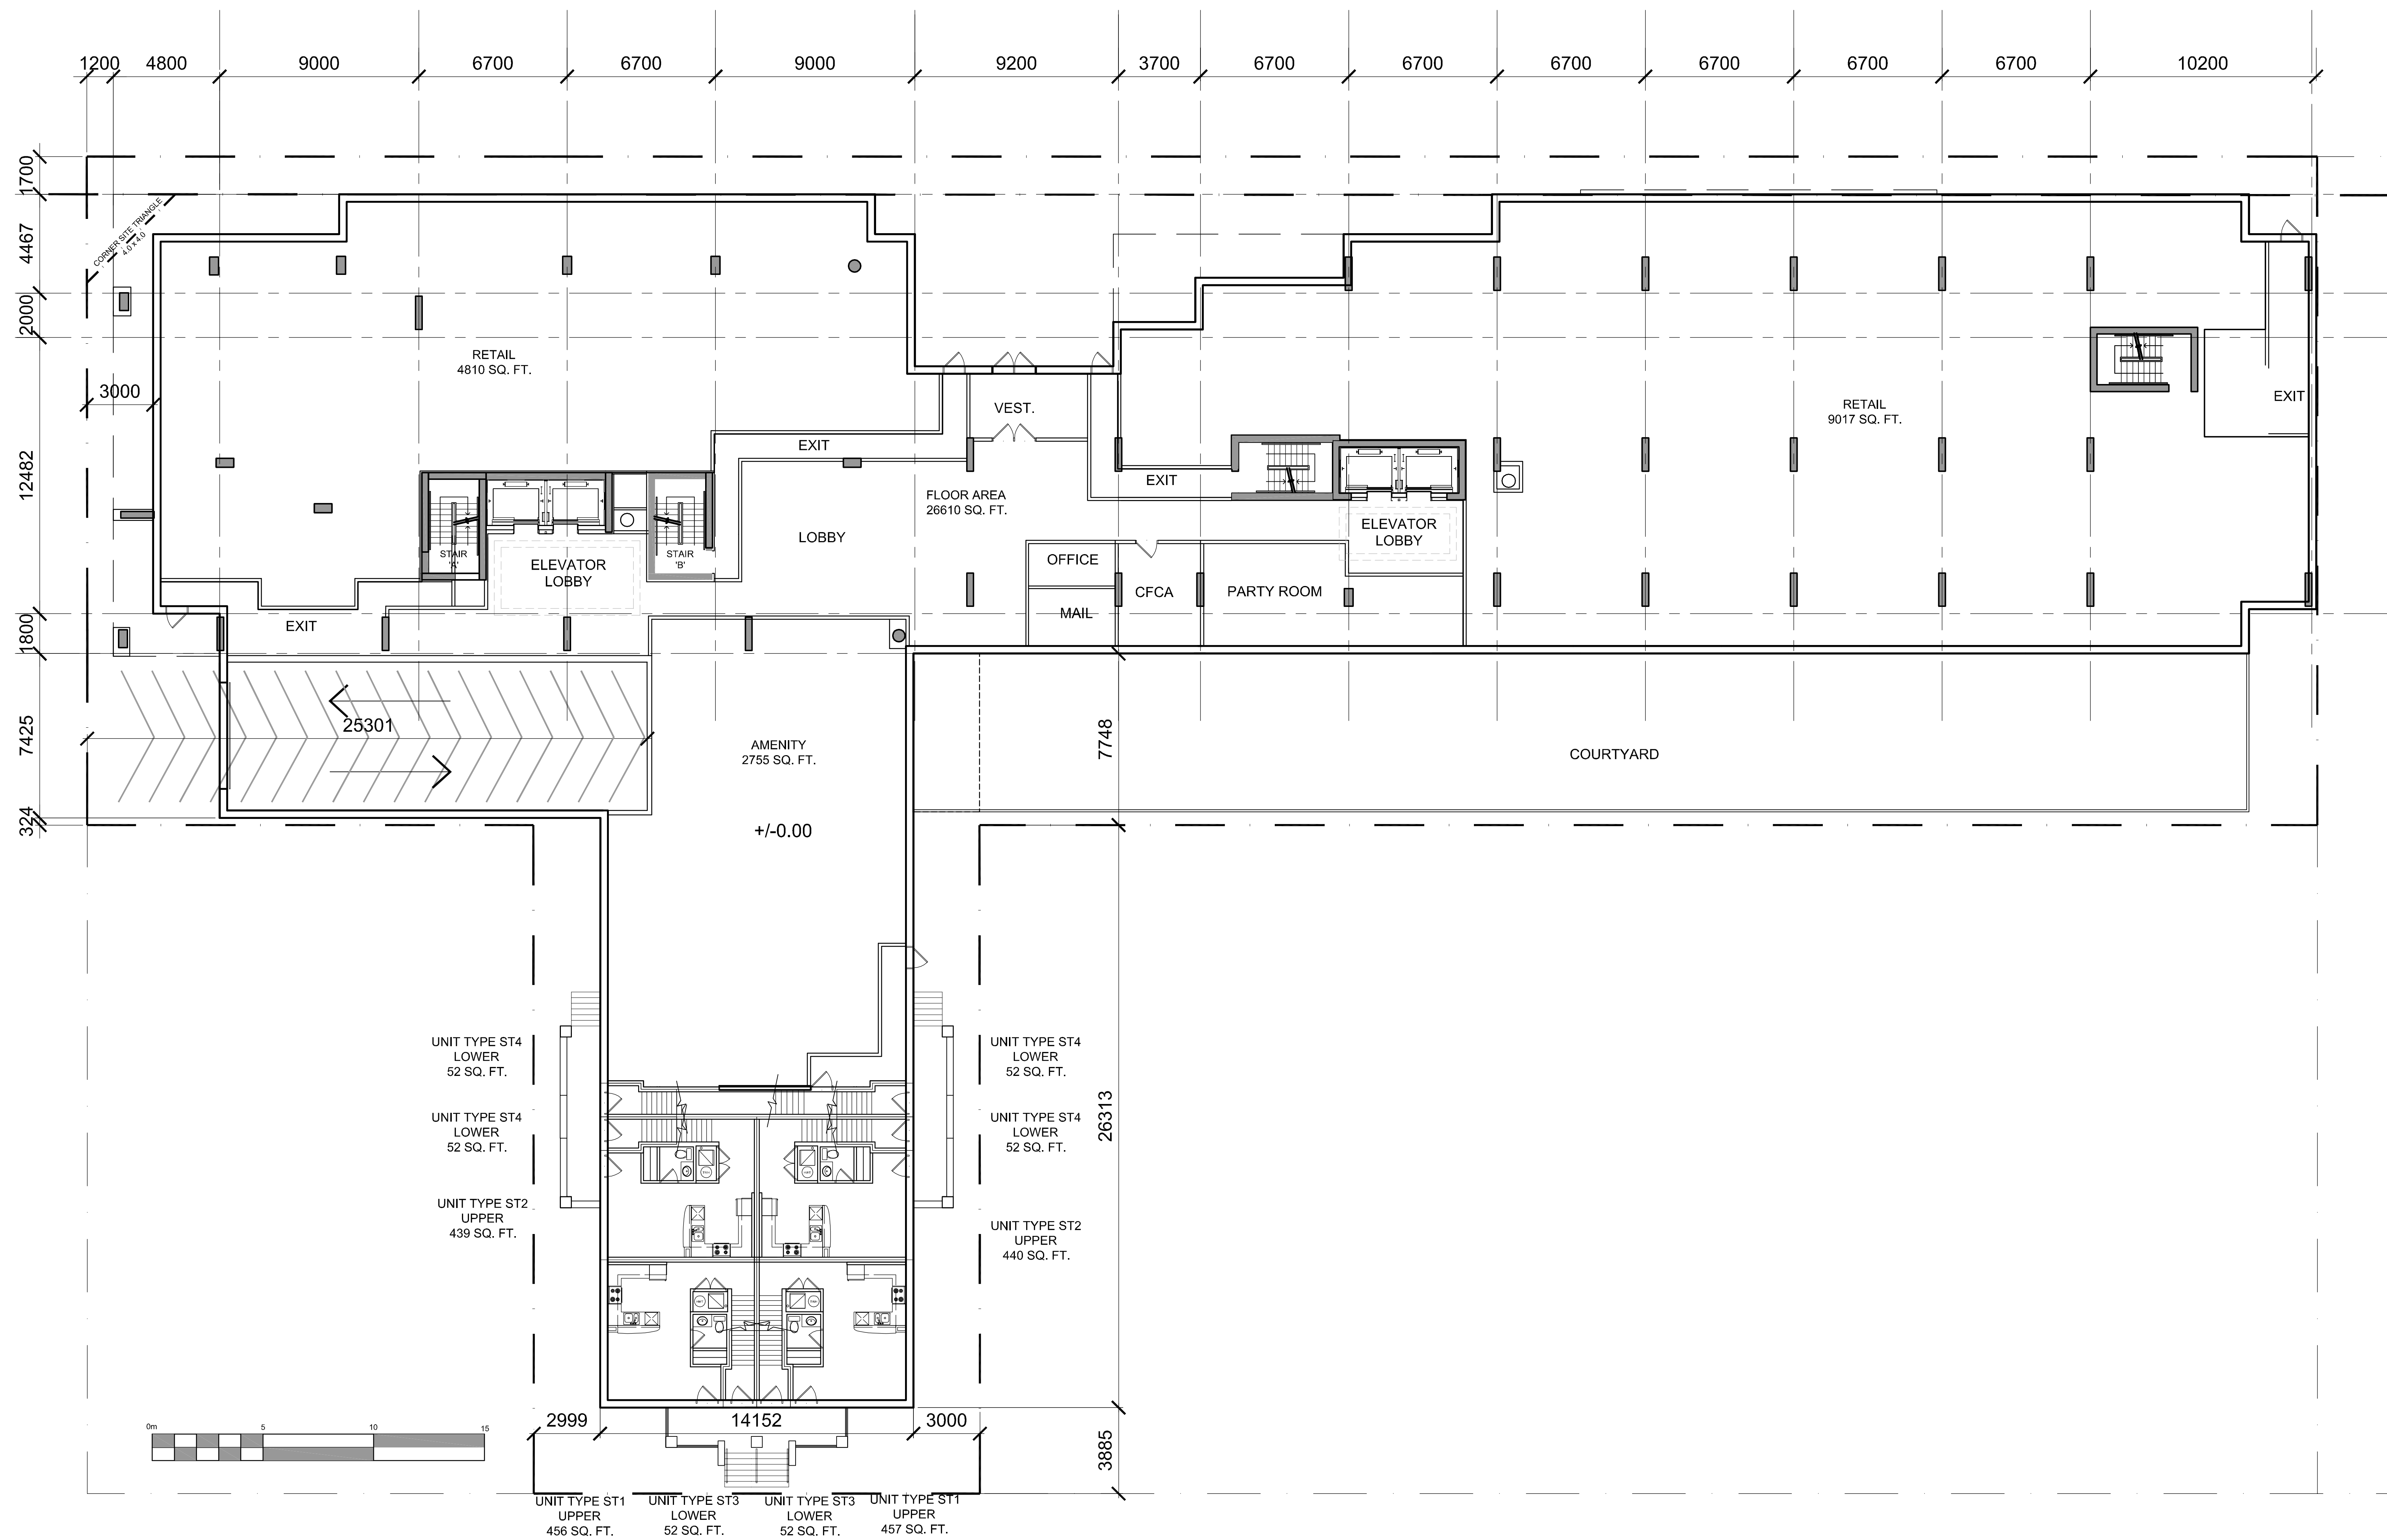 1200 4800 9000 6700 6700 9000 9200 3700 6700 6700 6700 6700 6700 6700 10200
1700
4467
2000
12482
1800
7425
324
CORNER SITE TRIANGLE
4.0 x 4.0
3000
RETAIL
4810 SQ. FT.
EXIT
VEST.
RETAIL
9017 SQ. FT.
EXIT
EXIT
FLOOR AREA
26610 SQ. FT.
LOBBY
STAIR
'A'
ELEVATOR
LOBBY
STAIR
'B'
ELEVATOR
LOBBY
OFFICE
MAIL
CFCA
PARTY ROOM
EXIT
25301
AMENITY
2755 SQ. FT.
+/-0.00
7748
COURTYARD
UNIT TYPE ST4
LOWER
52 SQ. FT.
UNIT TYPE ST4
LOWER
52 SQ. FT.
UNIT TYPE ST4
LOWER
52 SQ. FT.
UNIT TYPE ST4
LOWER
52 SQ. FT.
26313
UNIT TYPE ST2
UPPER
439 SQ. FT.
UNIT TYPE ST2
UPPER
440 SQ. FT.
2999 14152 3000
3885
0m 5 10 15
UNIT TYPE ST1
UPPER
456 SQ. FT.
UNIT TYPE ST3
LOWER
52 SQ. FT.
UNIT TYPE ST3
LOWER
52 SQ. FT.
UNIT TYPE ST1
UPPER
457 SQ. FT.